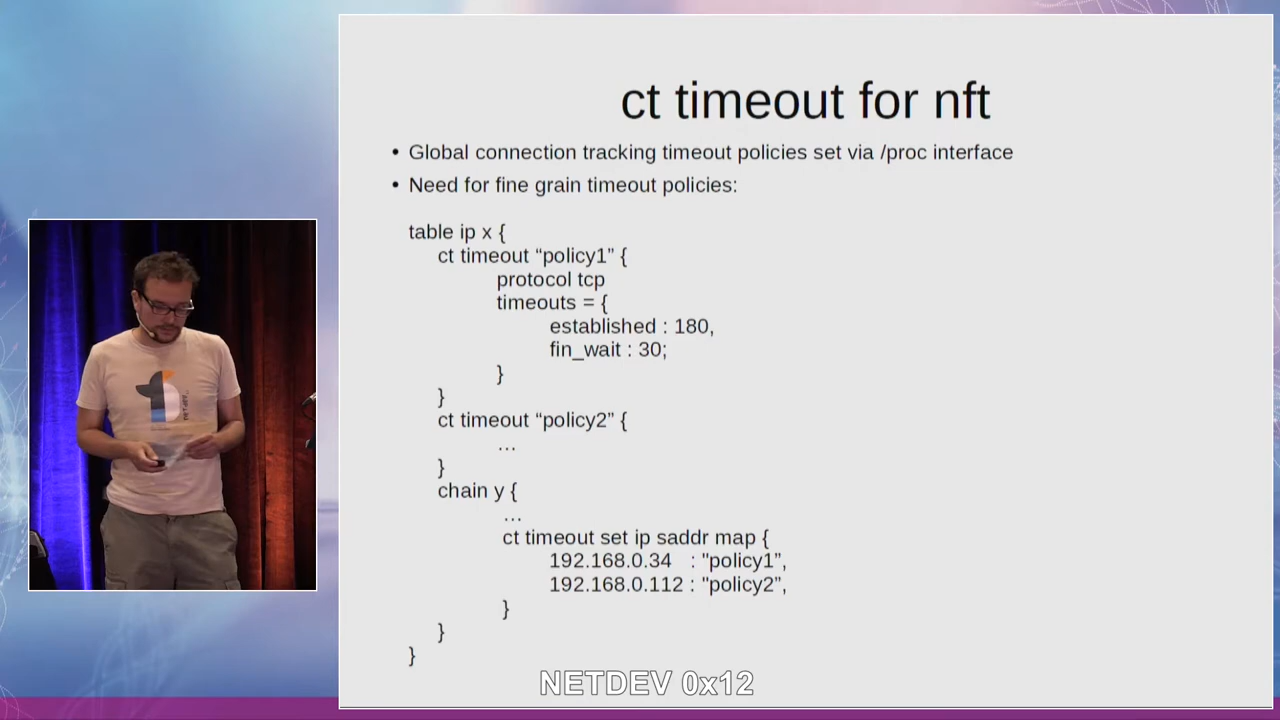 ct timeout for nft
• Global connection tracking timeout policies set via /proc interface
• Need for fine grain timeout policies:
table ip x {
ct timeout “policy1” {
protocol tcp
timeouts = {
established : 180,
fin_wait : 30;
}
}
ct timeout “policy2” {
…
}
chain y {
…
ct timeout set ip saddr map {
192.168.0.34 : "policy1”,
192.168.0.112 : "policy2”,
}
}
}
NETDEV 0x12